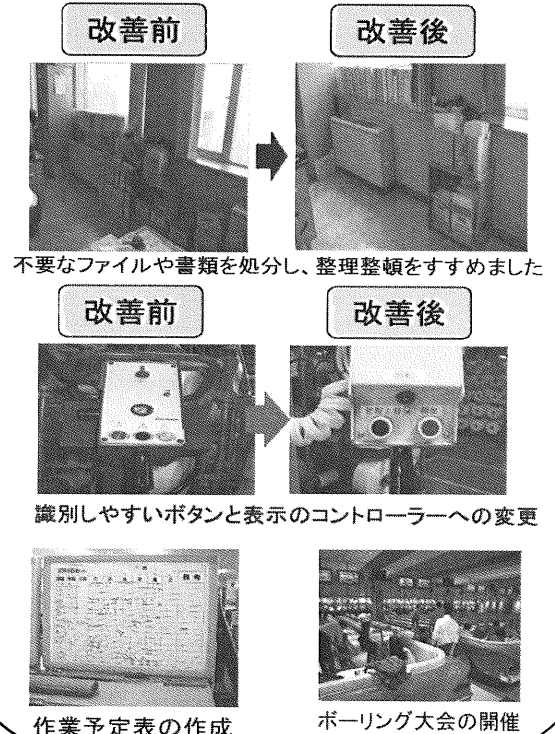 改善前
改善後
不要なファイルや書類を処分し、整理整頓をすすめました
改善前
改善後
識別しやすいボタンと表示のコントローラーへの変更
作業予定表の作成
ボーリング大会の開催